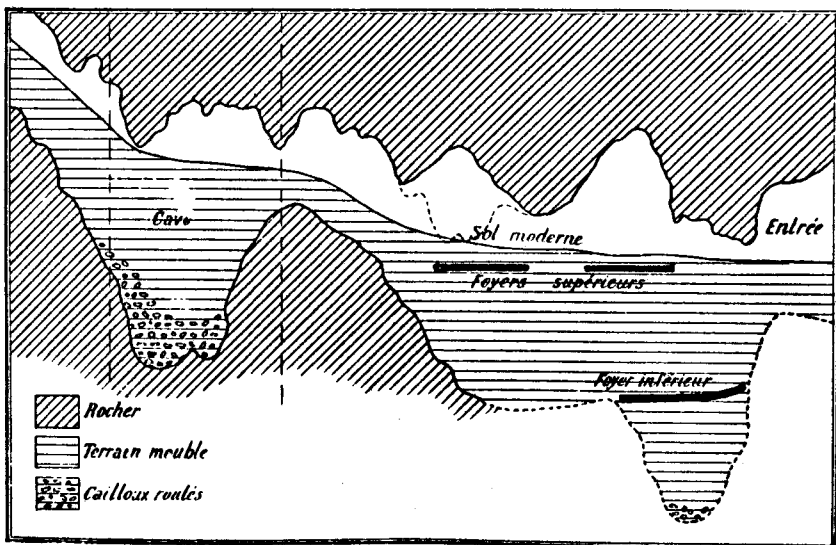 Entrée
Cave
Sol moderne
Foyers supérieurs
Foyer inférieur
Rocher
Terrain meuble
Cailloux roulés